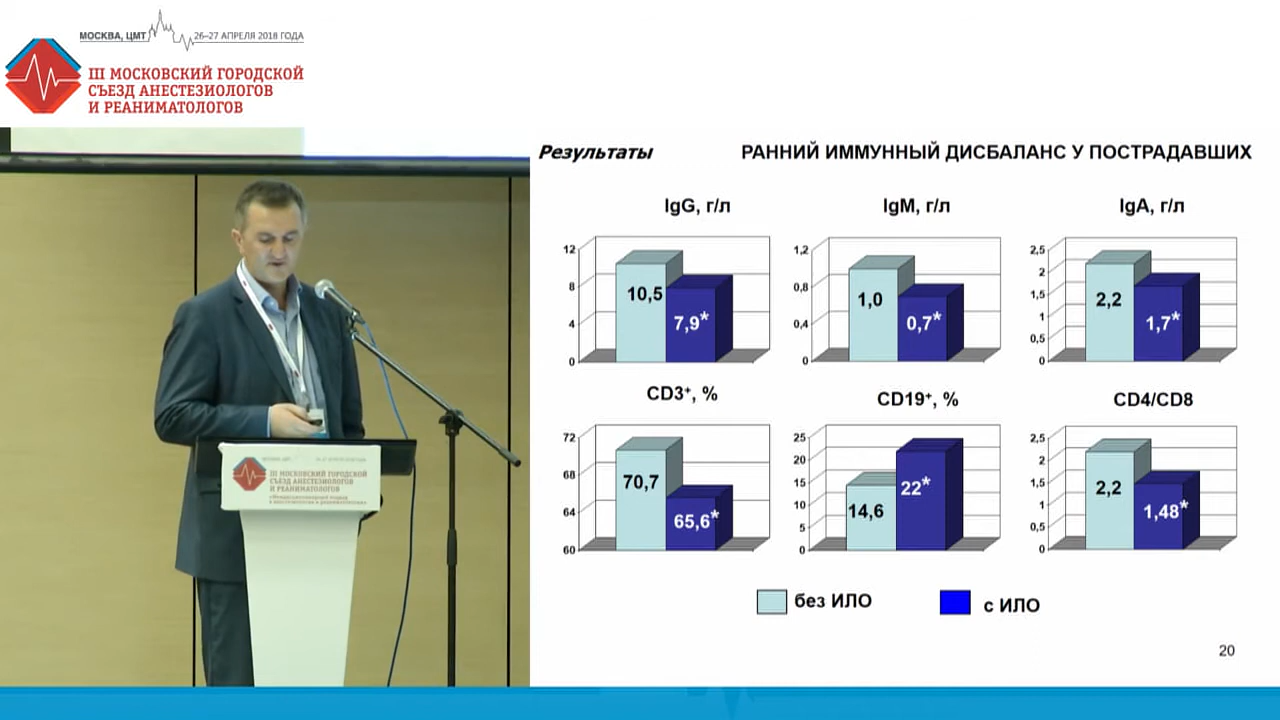 МОСКВА, ЦМТ 26–27 АПРЕЛЯ 2018 ГОДА
III МОСКОВСКИЙ ГОРОДСКОЙ
СЪЕЗД АНЕСТЕЗИОЛОГОВ
И РЕАНИМАТОЛОГОВ
Результаты РАННИЙ ИММУННЫЙ ДИСБАЛАНС У ПОСТРАДАВШИХ
IgG, г/л
12
8
4
0
10,5
7,9*
IgM, г/л
1,2
0,8
0,4
0
1,0
0,7*
IgA, г/л
2,5
2
1,5
1
0,5
0
2,2
1,7*
CD3⁺, %
72
68
64
60
70,7
65,6*
CD19⁺, %
25
20
15
10
5
0
14,6
22*
CD4/CD8
2,5
2
1,5
1
0,5
0
2,2
1,48*
без ИЛО с ИЛО
20
III МОСКОВСКИЙ ГОРОДСКОЙ
СЪЕЗД АНЕСТЕЗИОЛОГОВ
И РЕАНИМАТОЛОГОВ